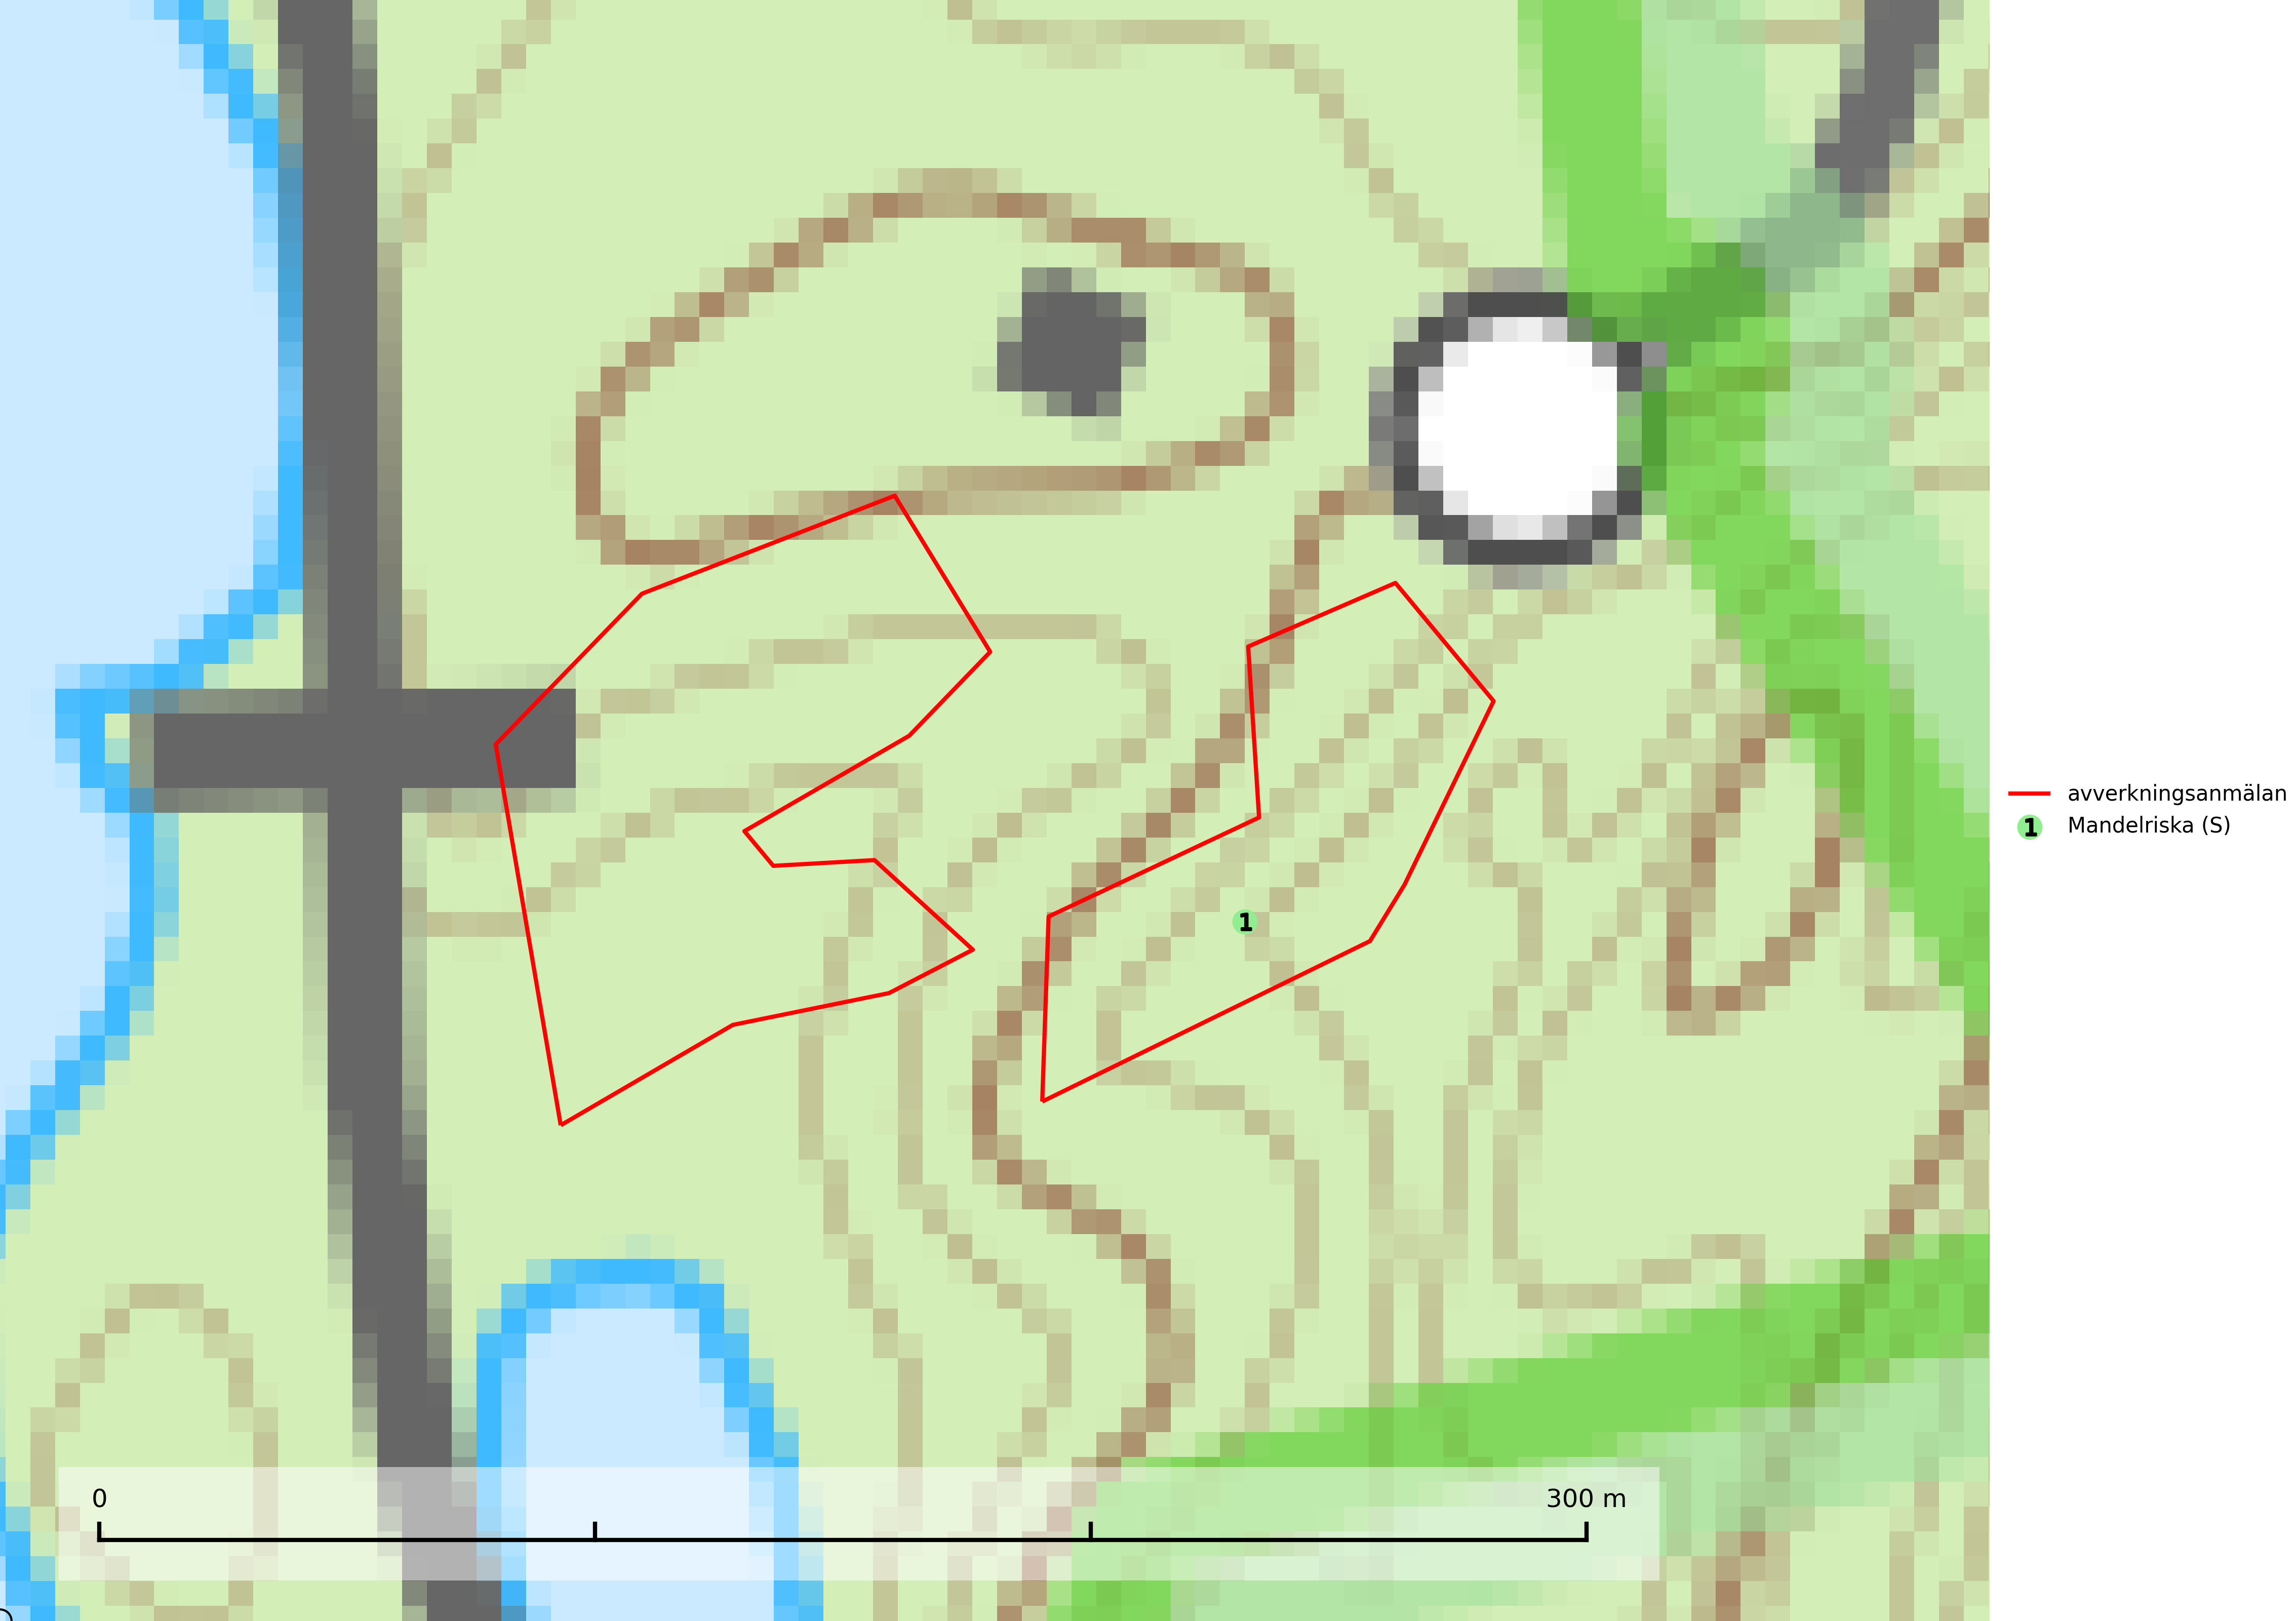 1
avverkningsanmälan
1 Mandelriska (S)
0 300 m